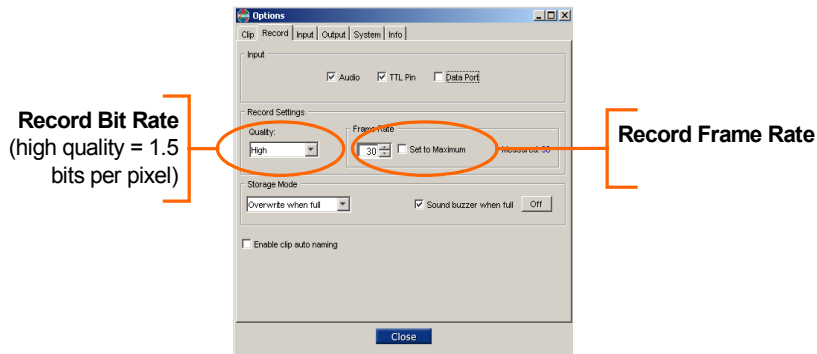 Options
Clip Record Input Output System Info
Input
Audio TTL Pin Data Port
Record Settings
Quality:
High
Frame Rate
30 Set to Maximum Measured: 30
Storage Mode
Overwrite when full Sound buzzer when full Off
Enable clip auto naming
Close
Record Bit Rate
(high quality = 1.5
bits per pixel)
Record Frame Rate